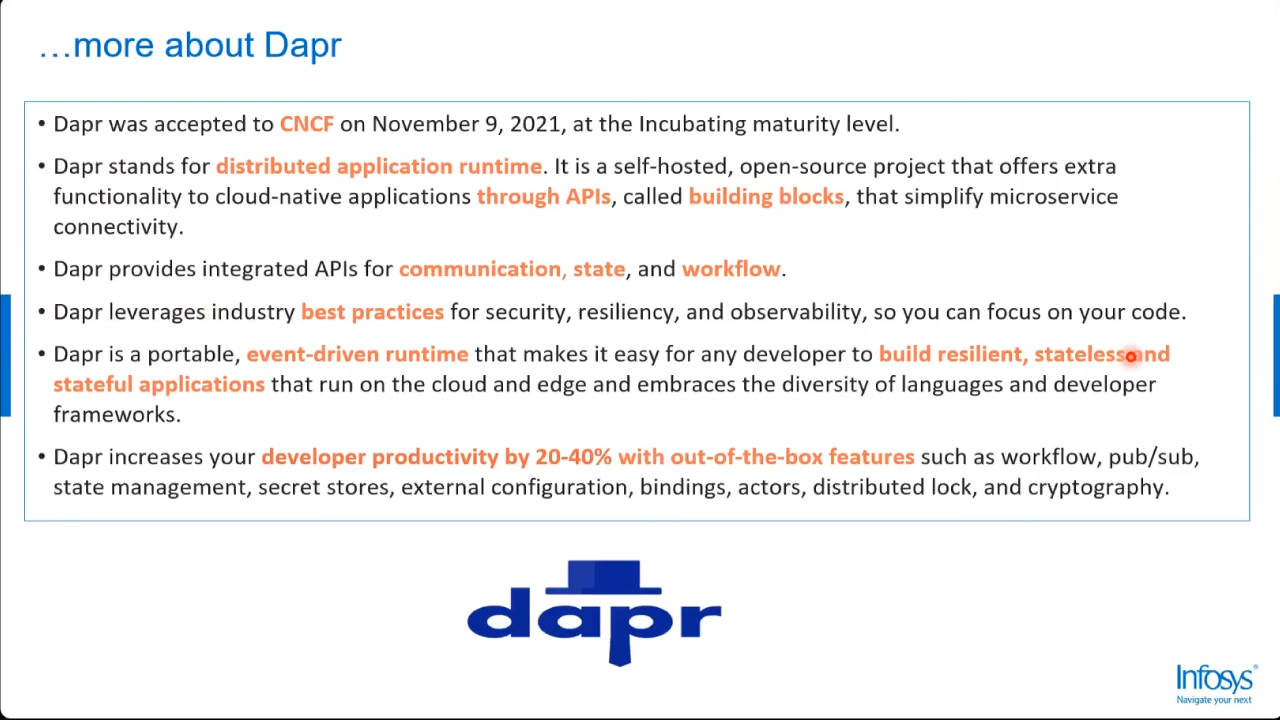 …more about Dapr
• Dapr was accepted to CNCF on November 9, 2021, at the Incubating maturity level.
• Dapr stands for distributed application runtime. It is a self-hosted, open-source project that offers extra
functionality to cloud-native applications through APIs, called building blocks, that simplify microservice
connectivity.
• Dapr provides integrated APIs for communication, state, and workflow.
• Dapr leverages industry best practices for security, resiliency, and observability, so you can focus on your code.
• Dapr is a portable, event-driven runtime that makes it easy for any developer to build resilient, stateless and
stateful applications that run on the cloud and edge and embraces the diversity of languages and developer
frameworks.
• Dapr increases your developer productivity by 20-40% with out-of-the-box features such as workflow, pub/sub,
state management, secret stores, external configuration, bindings, actors, distributed lock, and cryptography.
dapr
Infosys®
Navigate your next